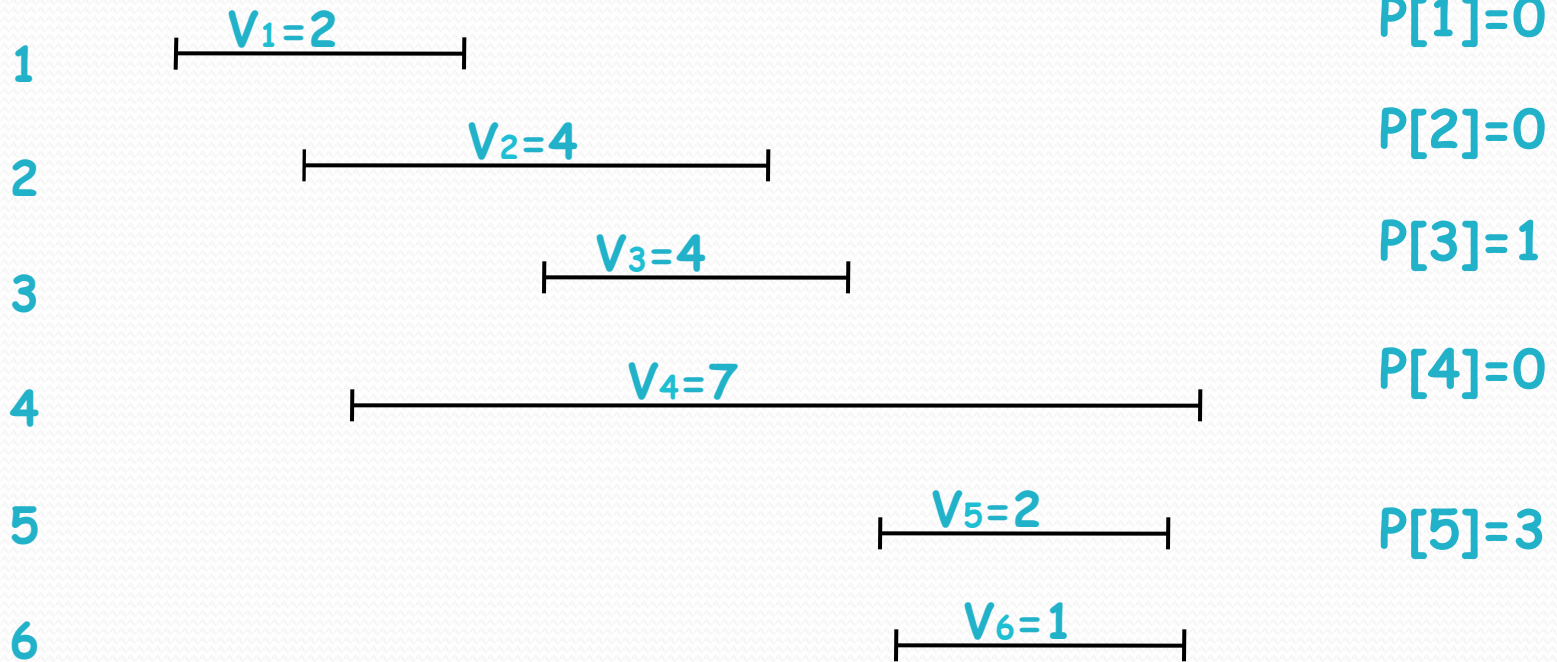 1 V1=2 P[1]=0
2 V2=4 P[2]=0
3 V3=4 P[3]=1
4 V4=7 P[4]=0
5 V5=2 P[5]=3
6 V6=1